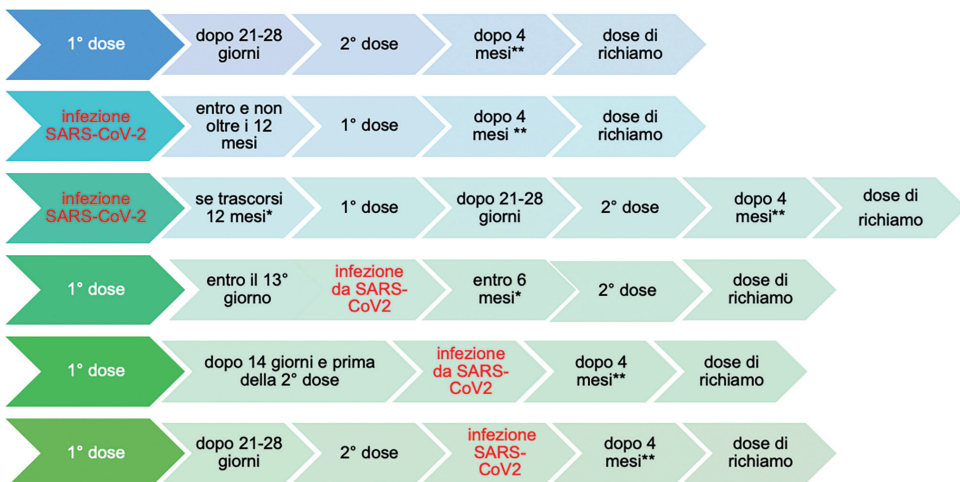 1° dose
dopo 21-28
giorni
2° dose
dopo 4
mesi**
dose di
richiamo
infezione
SARS-CoV-2
entro e non
oltre i 12
mesi
1° dose
dopo 4
mesi **
dose di
richiamo
infezione
SARS-CoV-2
se trascorsi
12 mesi*
1° dose
dopo 21-28
giorni
2° dose
dopo 4
mesi**
dose di
richiamo
1° dose
entro il 13°
giorno
infezione
da SARS-
CoV2
entro 6
mesi*
2° dose
dose di
richiamo
1° dose
dopo 14 giorni e prima
della 2° dose
infezione
da SARS-
CoV2
dopo 4
mesi**
dose di
richiamo
1° dose
dopo 21-28
giorni
2° dose
infezione
SARS-
CoV2
dopo 4
mesi**
dose di
richiamo